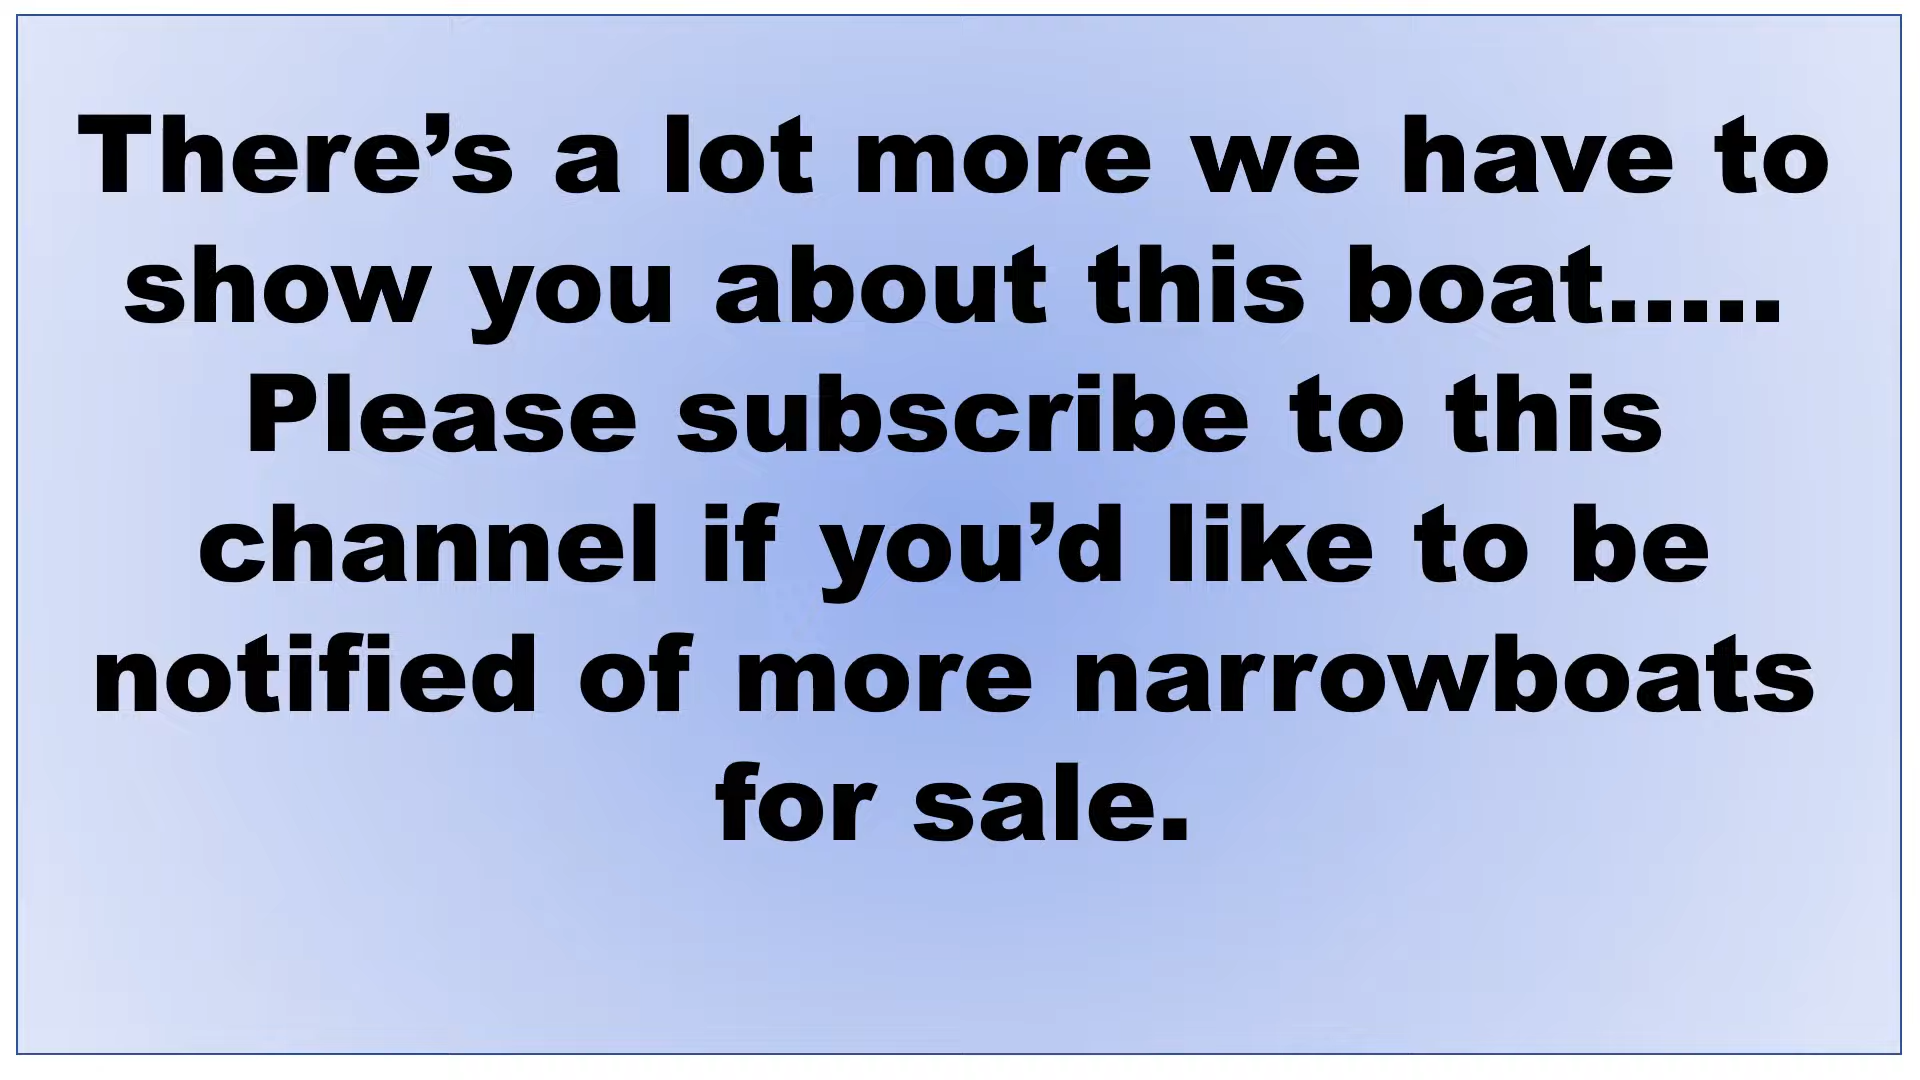 There’s a lot more we have to
show you about this boat.....
Please subscribe to this
channel if you’d like to be
notified of more narrowboats
for sale.